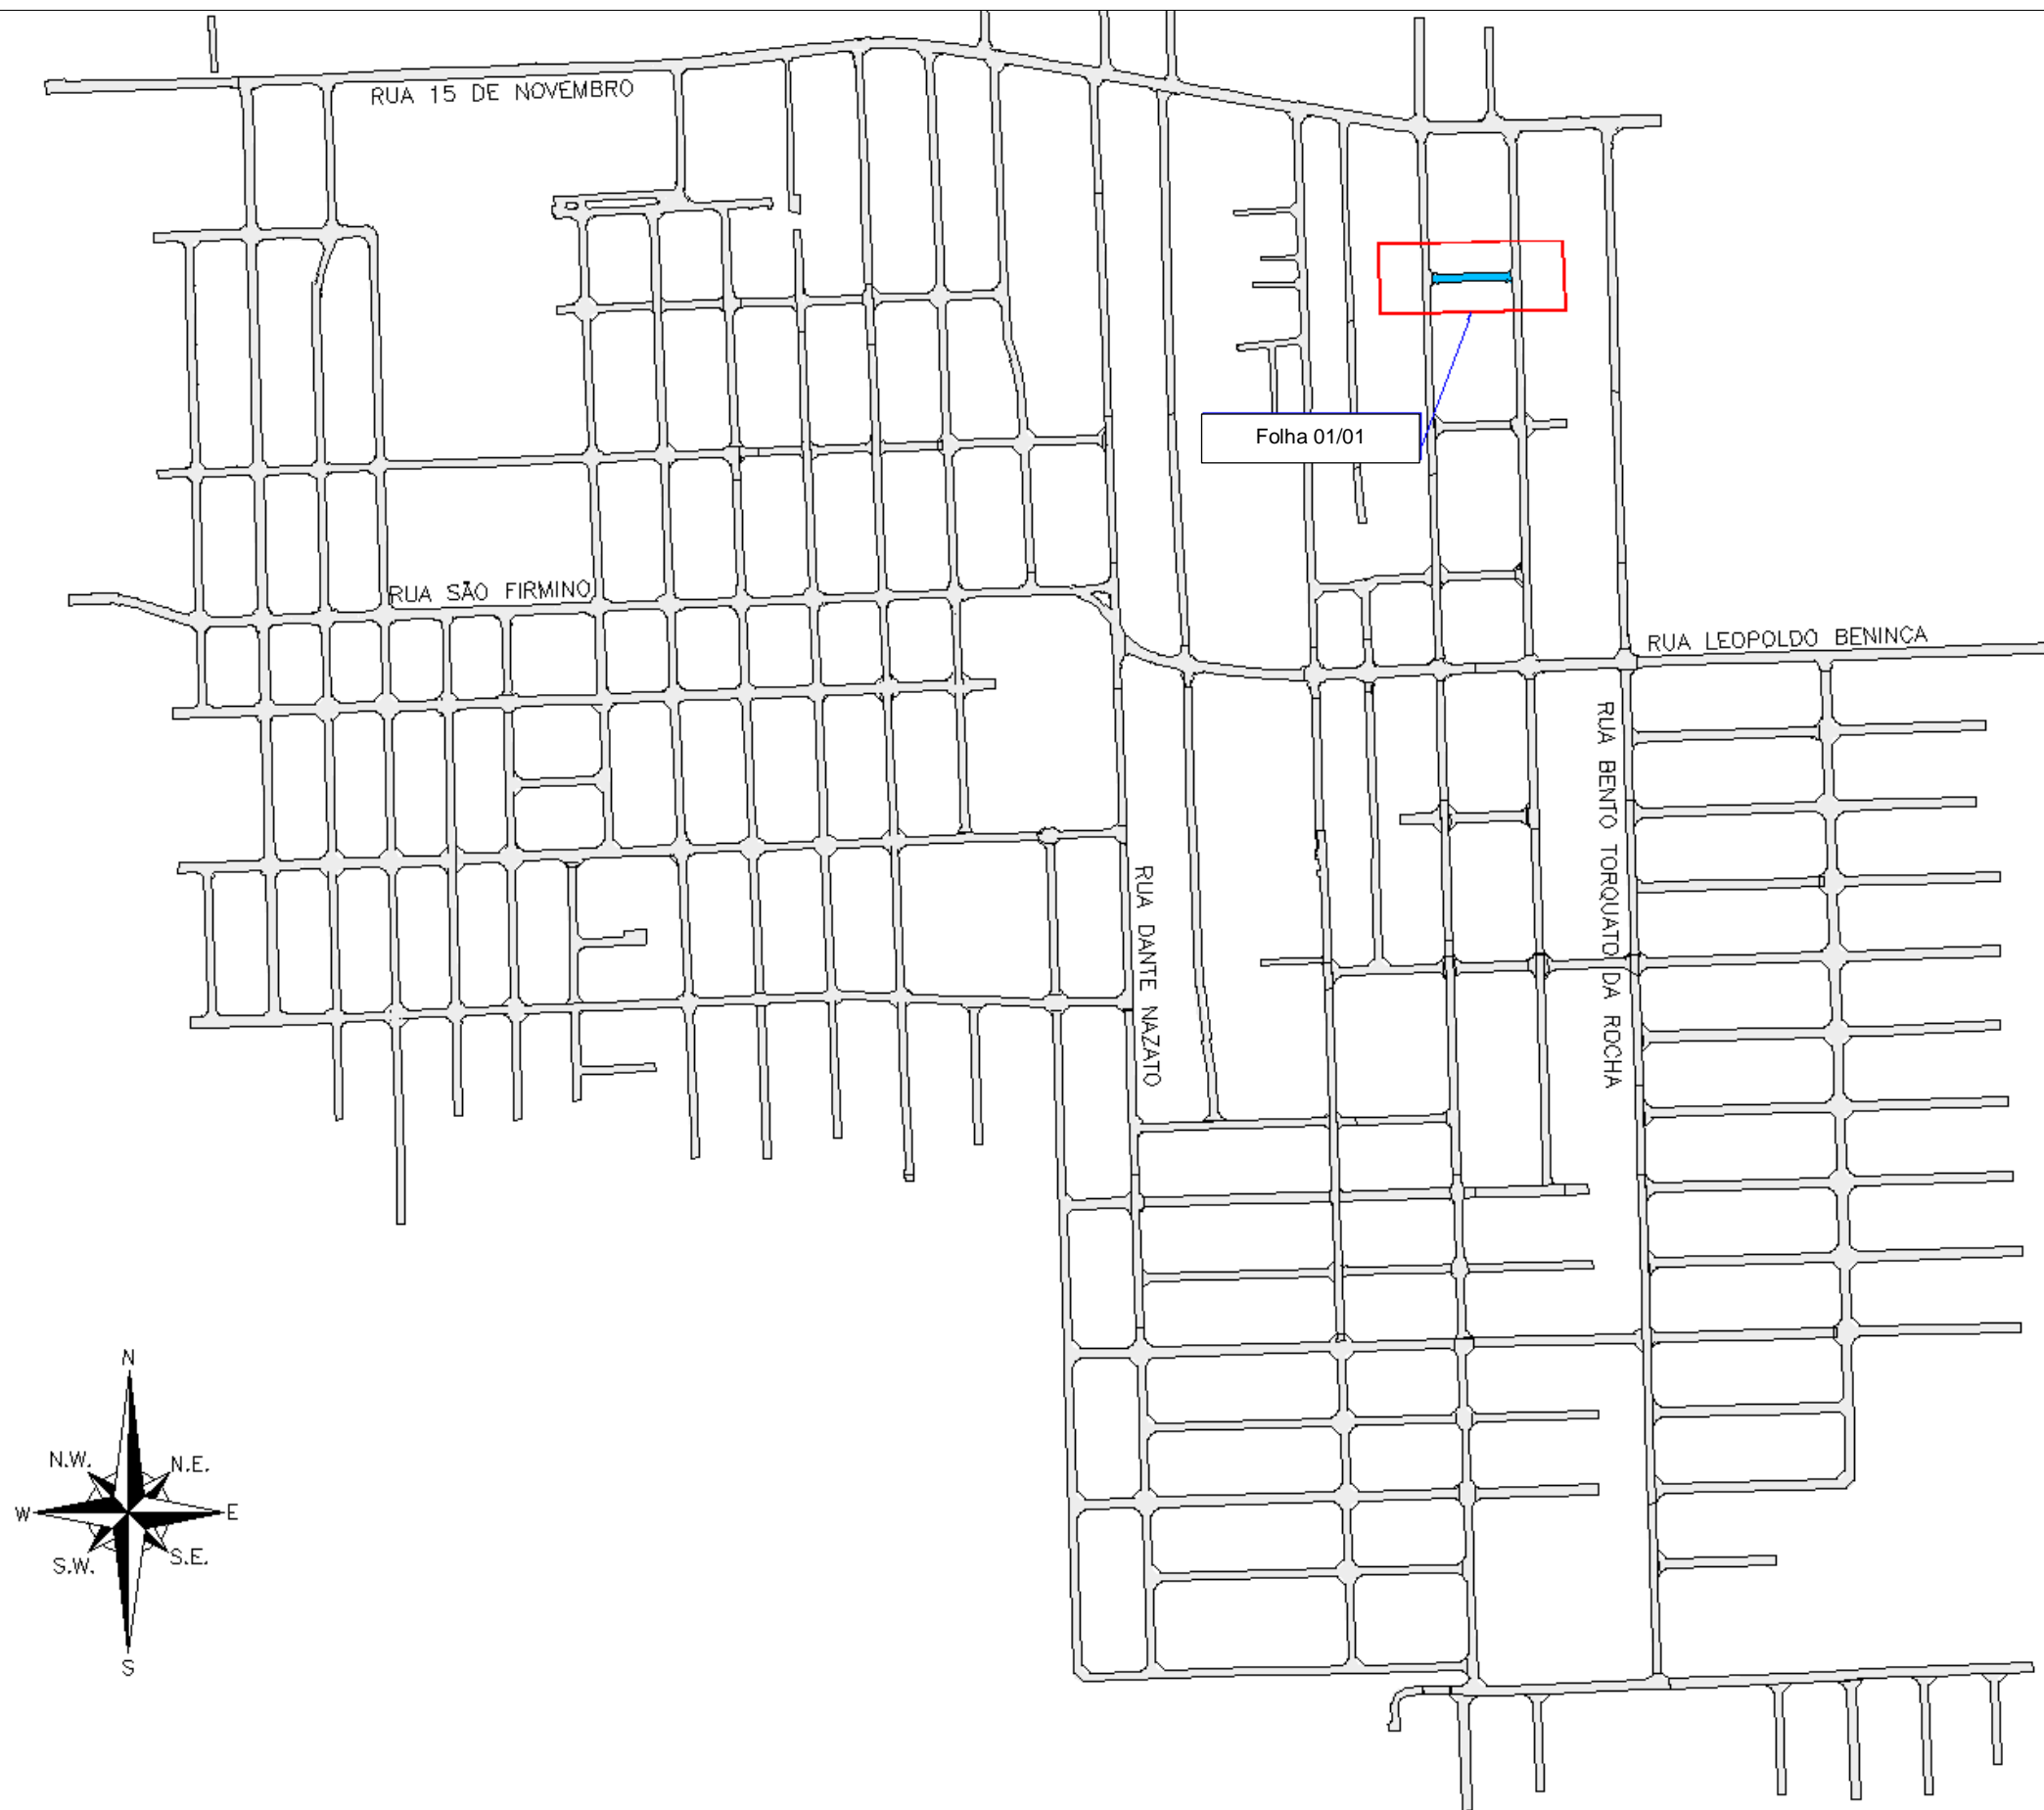 RUA 15 DE NOVEMBRO
Folha 01/01
RUA SÃO FIRMINO
RUA LEOPOLDO BENINCA
RUA BENTO TORQUATO DA ROCHA
RUA DANTE NAZATO
N
N.W.
N.E.
W
E
S.W.
S.E.
S